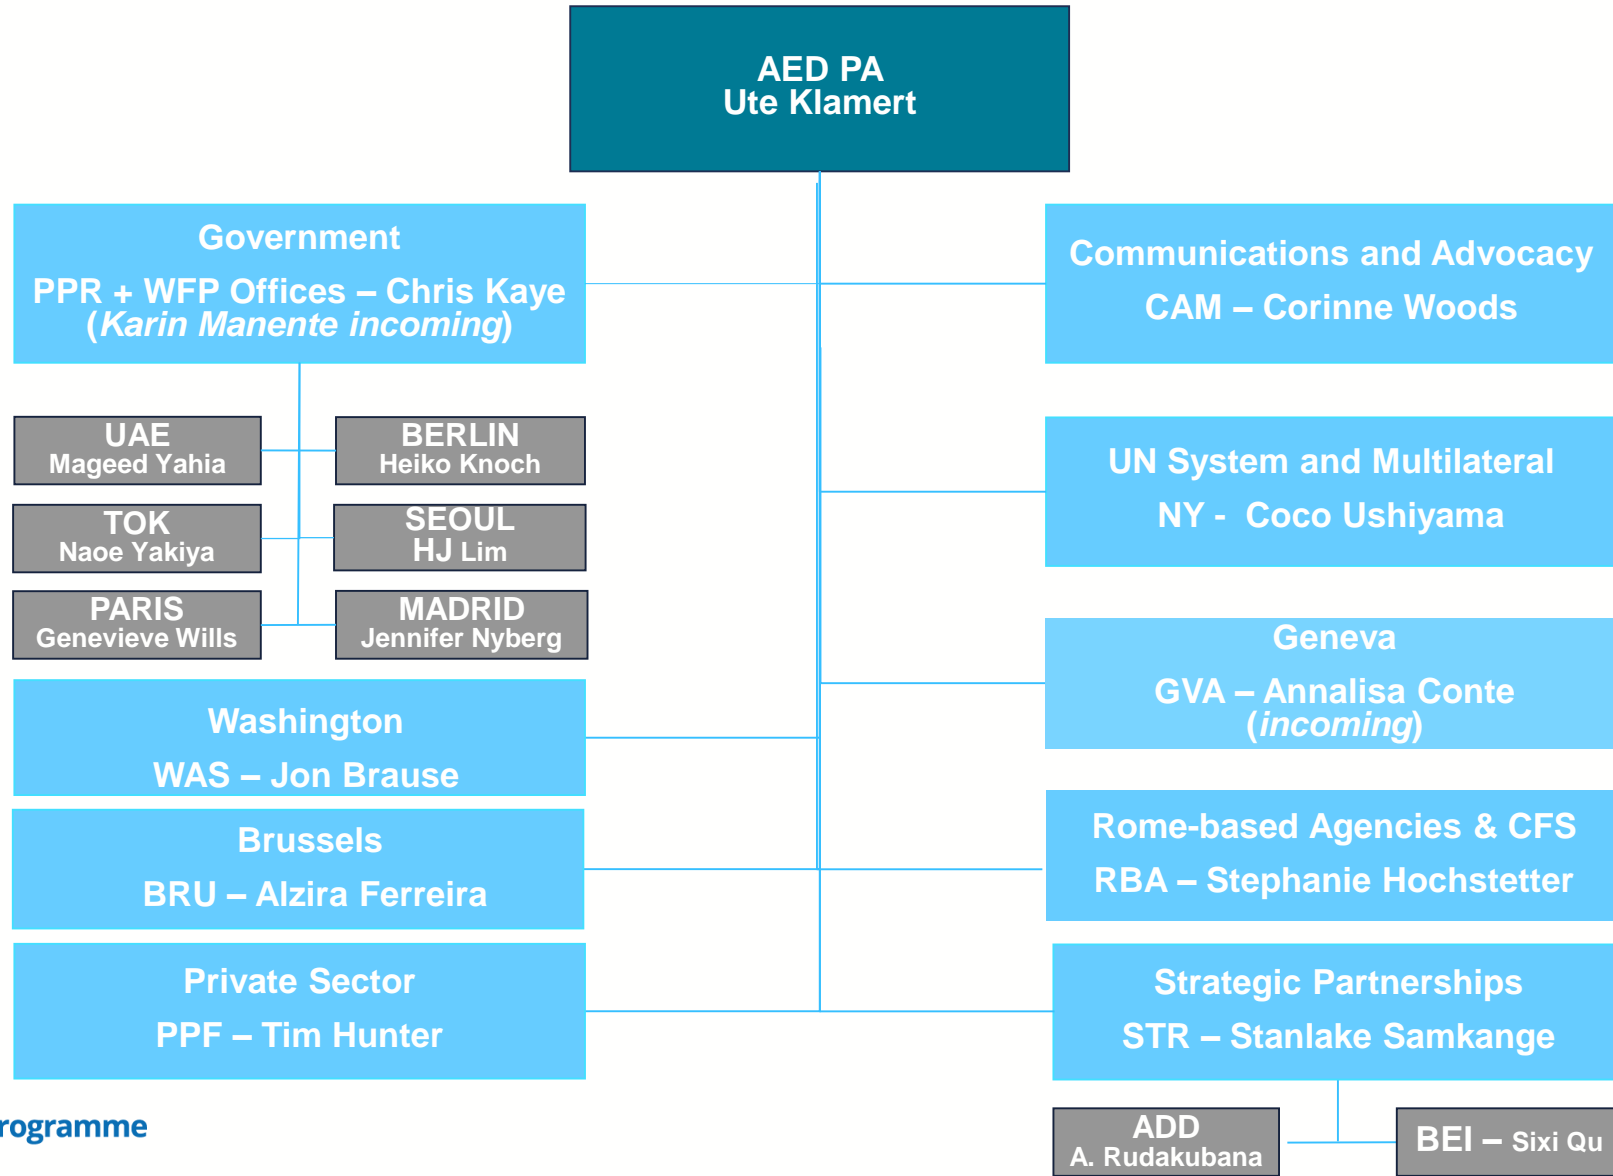 AED PA
Ute Klamert
Government
PPR + WFP Offices – Chris Kaye
(Karin Manente incoming)
UAE
Mageed Yahia
BERLIN
Heiko Knoch
TOK
Naoe Yakiya
SEOUL
HJ Lim
PARIS
Genevieve Wills
MADRID
Jennifer Nyberg
Washington
WAS – Jon Brause
Brussels
BRU – Alzira Ferreira
Private Sector
PPF – Tim Hunter
Communications and Advocacy
CAM – Corinne Woods
UN System and Multilateral
NY - Coco Ushiyama
Geneva
GVA – Annalisa Conte
(incoming)
Rome-based Agencies & CFS
RBA – Stephanie Hochstetter
Strategic Partnerships
STR – Stanlake Samkange
ADD
A. Rudakubana
BEI – Sixi Qu
rogramme